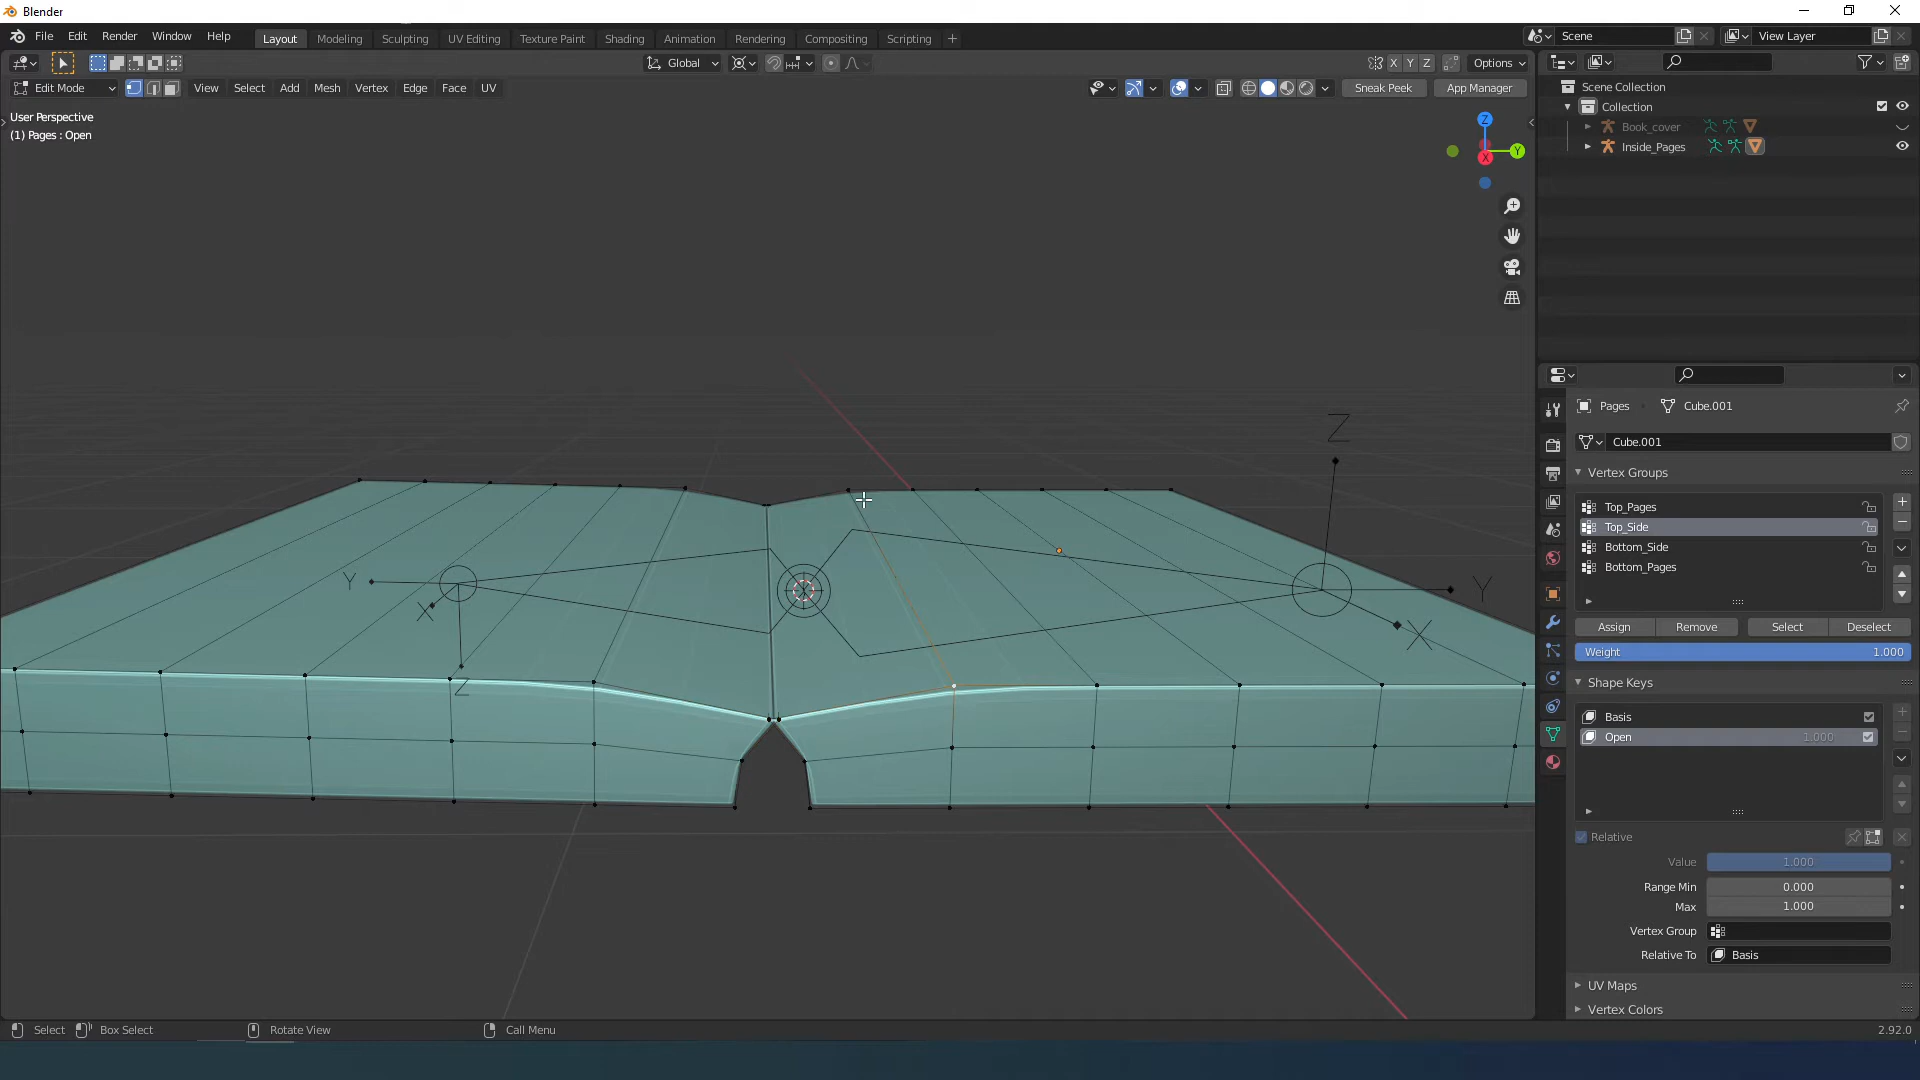 Blender
File Edit Render Window Help Layout Modeling Sculpting UV Editing Texture Paint Shading Animation Rendering Compositing Scripting + Scene View Layer
Global X Y Z Options
Edit Mode View Select Add Mesh Vertex Edge Face UV Sneak Peek App Manager
User Perspective
(1) Pages : Open
Z
Y
X
Scene Collection
Collection
Book_cover
Inside_Pages
Z
Y
X
Y
X
Z
Pages Cube.001
Cube.001
Vertex Groups
Top_Pages
Top_Side
Bottom_Side
Bottom_Pages
Assign Remove Select Deselect
Weight 1.000
Shape Keys
Basis
Open 1.000
Relative
Value 1.000
Range Min 0.000
Max 1.000
Vertex Group
Relative To Basis
UV Maps
Vertex Colors
Select Box Select Rotate View Call Menu 2.92.0